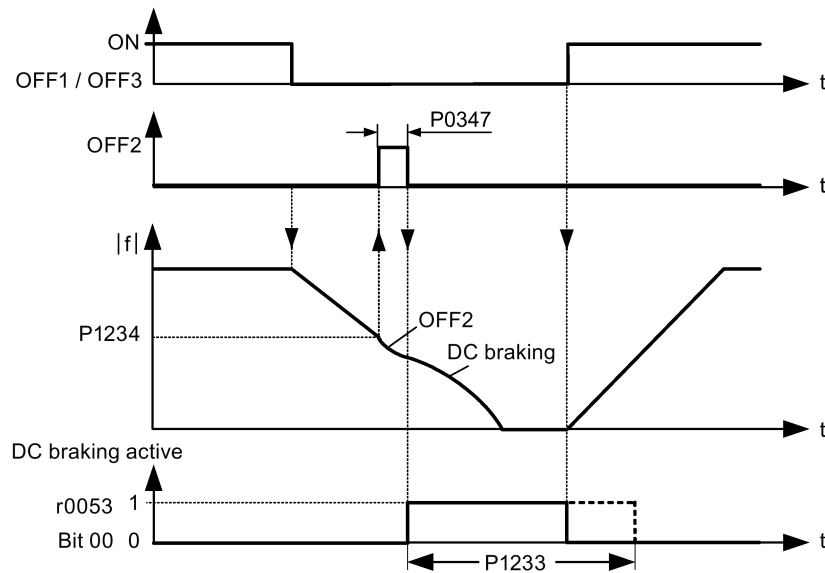 ON
OFF1 / OFF3
t
P0347
OFF2
t
|f|
P1234
OFF2
DC braking
t
DC braking active
r0053 1
Bit 00 0
t
P1233